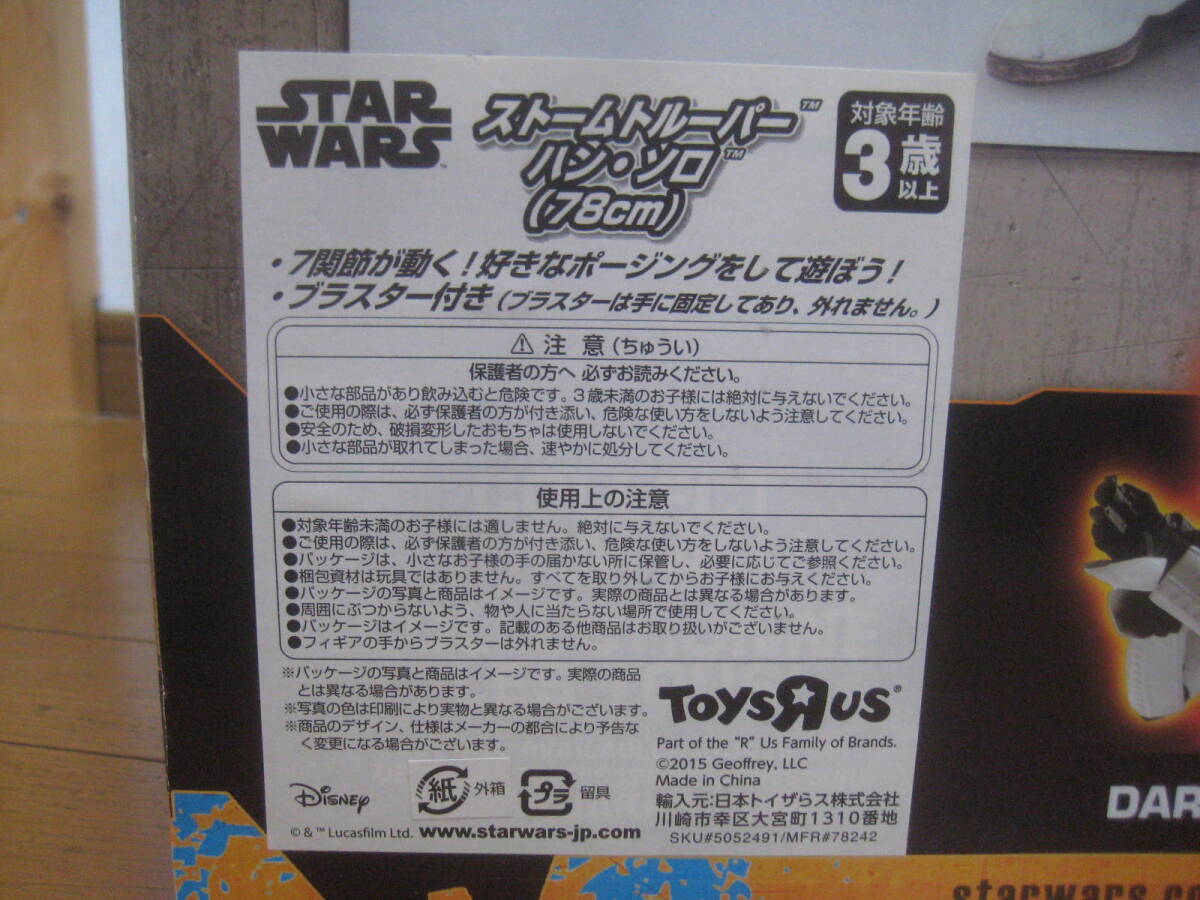 STAR
WARS™
ストームトルーパー™
ハン・ソロ™
(78cm)
対象年齢
3歳
以上
・7関節が動く！好きなポージングをして遊ぼう！
・ブラスター付き（ブラスターは手に固定してあり、外れません。）
⚠ 注 意（ちゅうい）
保護者の方へ 必ずお読みください。
●小さな部品があり飲み込むと危険です。3歳未満のお子様には絶対に与えないでください。
●ご使用の際は、必ず保護者の方が付き添い、危険な使い方をしないよう注意してください。
●安全のため、破損変形したおもちゃは使用しないでください。
●小さな部品が取れてしまった場合、速やかに処分してください。
使用上の注意
●対象年齢未満のお子様には適しません。絶対に与えないでください。
●ご使用の際は、必ず保護者の方が付き添い、危険な使い方をしないよう注意してください。
●パッケージは、小さなお子様の手の届かない所に保管し、必要に応じてご参照ください。
●梱包資材は玩具ではありません。すべてを取り外してからお子様にお与えください。
●パッケージの写真と商品はイメージです。実際の商品とは異なる場合があります。
●周囲にぶつからないよう、物や人に当たらない場所で使用してください。
●パッケージはイメージです。記載のある他商品はお取り扱いがございません。
●フィギアの手からブラスターは外れません。
※パッケージの写真と商品はイメージです。実際の商品
とは異なる場合があります。
※写真の色は印刷により実物と異なる場合がございます。
※商品のデザイン、仕様はメーカーの都合により予告な
く変更になる場合がございます。
Disney
紙 外箱
プラ 留具
© & ™ Lucasfilm Ltd. www.starwars-jp.com
ToysRus®
Part of the "R" Us Family of Brands.
©2015 Geoffrey, LLC
Made in China
輸入元:日本トイザらス株式会社
川崎市幸区大宮町1310番地
SKU#5052491/MFR#78242
DAR
starwars.co